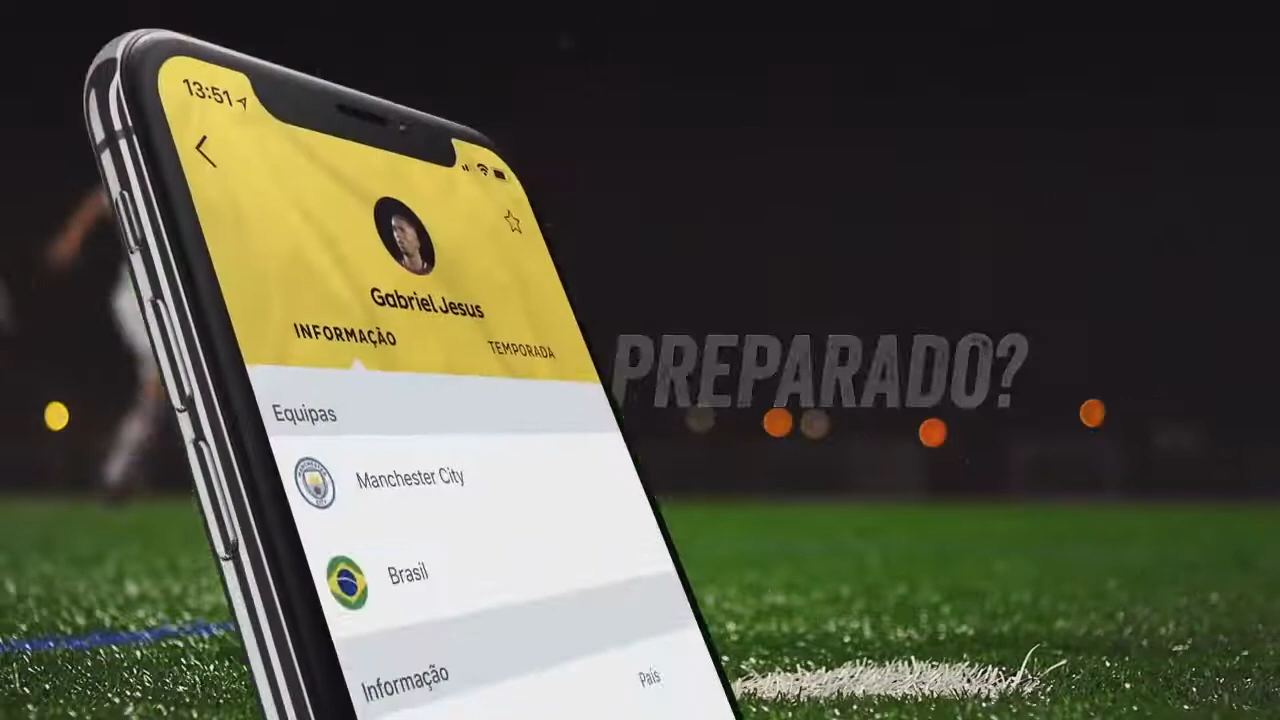 13:51
Gabriel Jesus
INFORMAÇÃO
TEMPORADA
PREPARADO?
Equipas
Manchester City
Brasil
Informação
País